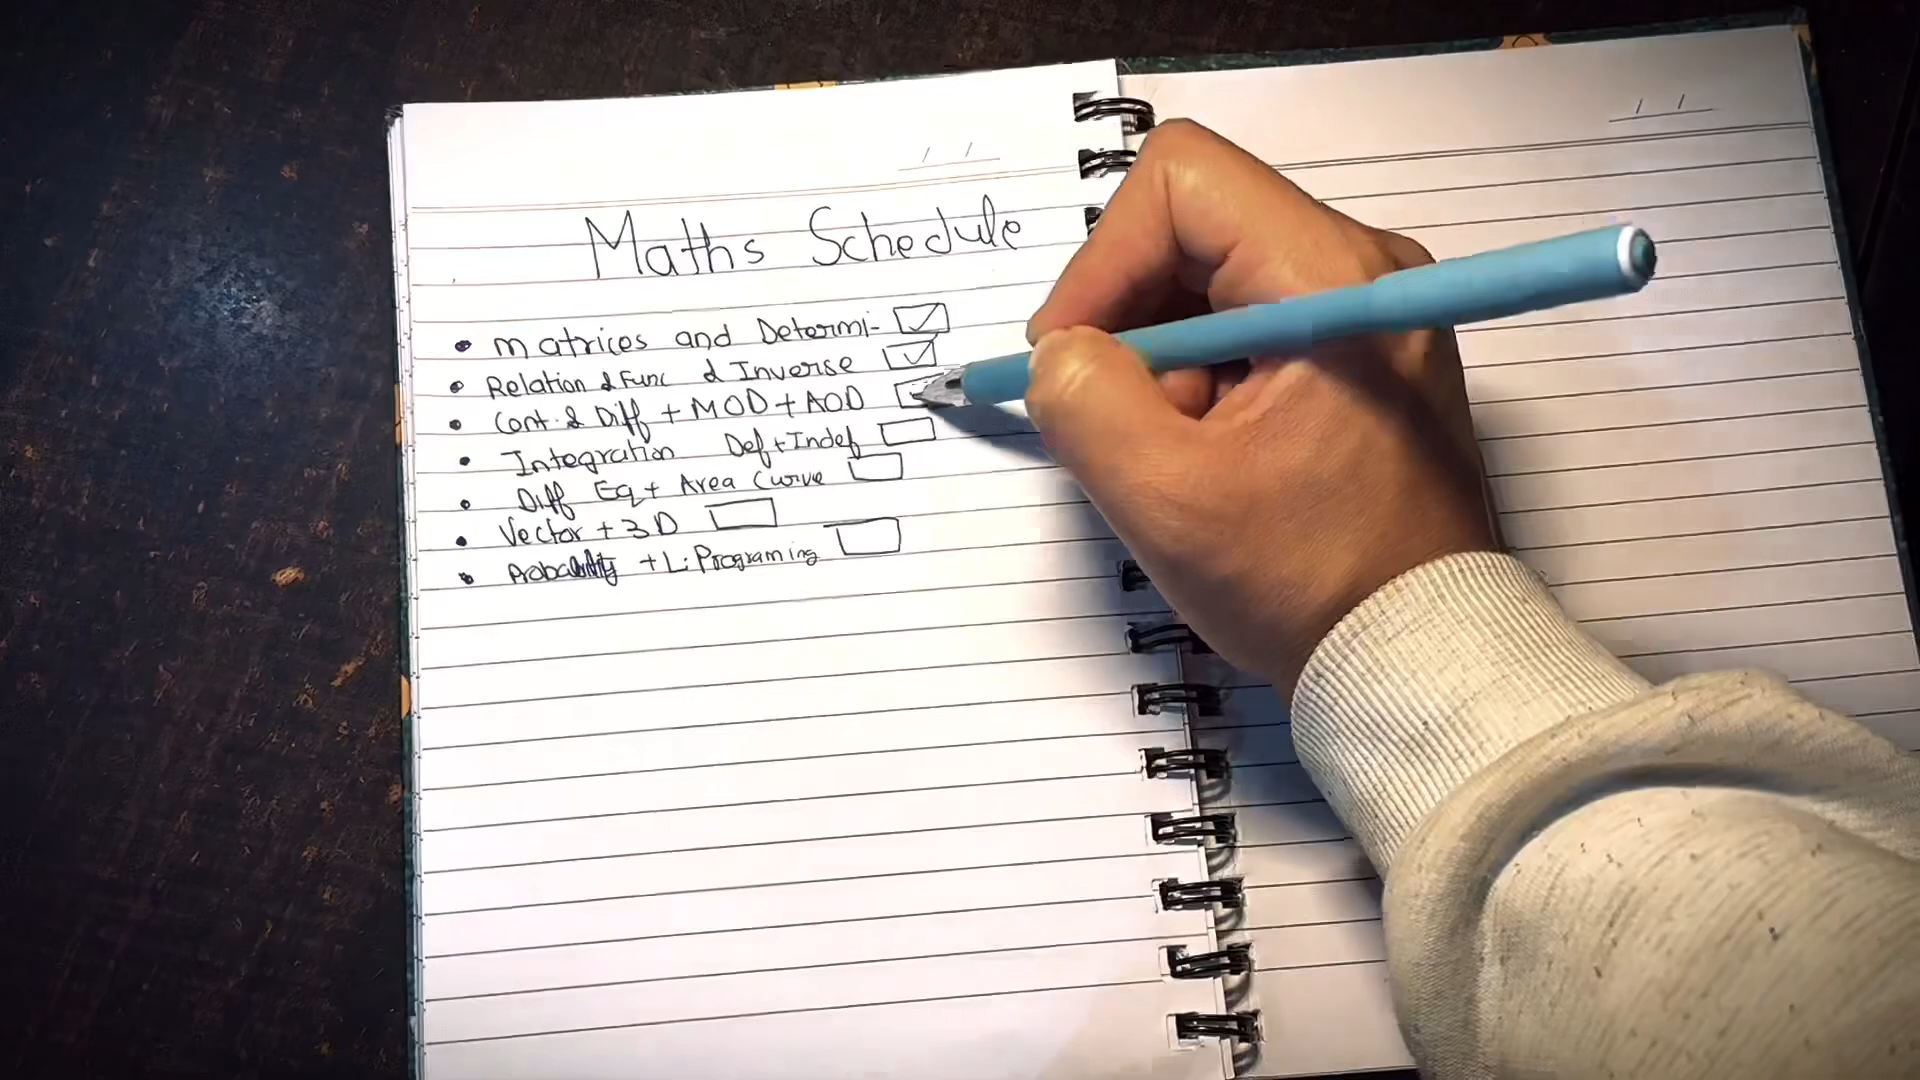 Maths Schedule
• Matrices and Determi-
• Relation & Func & Inverse
• Cont. & Diff + MOD + AOD
• Integration Def + Indef
• Diff Eq + Area Curve
• Vector + 3D
• Probability + L. Programing